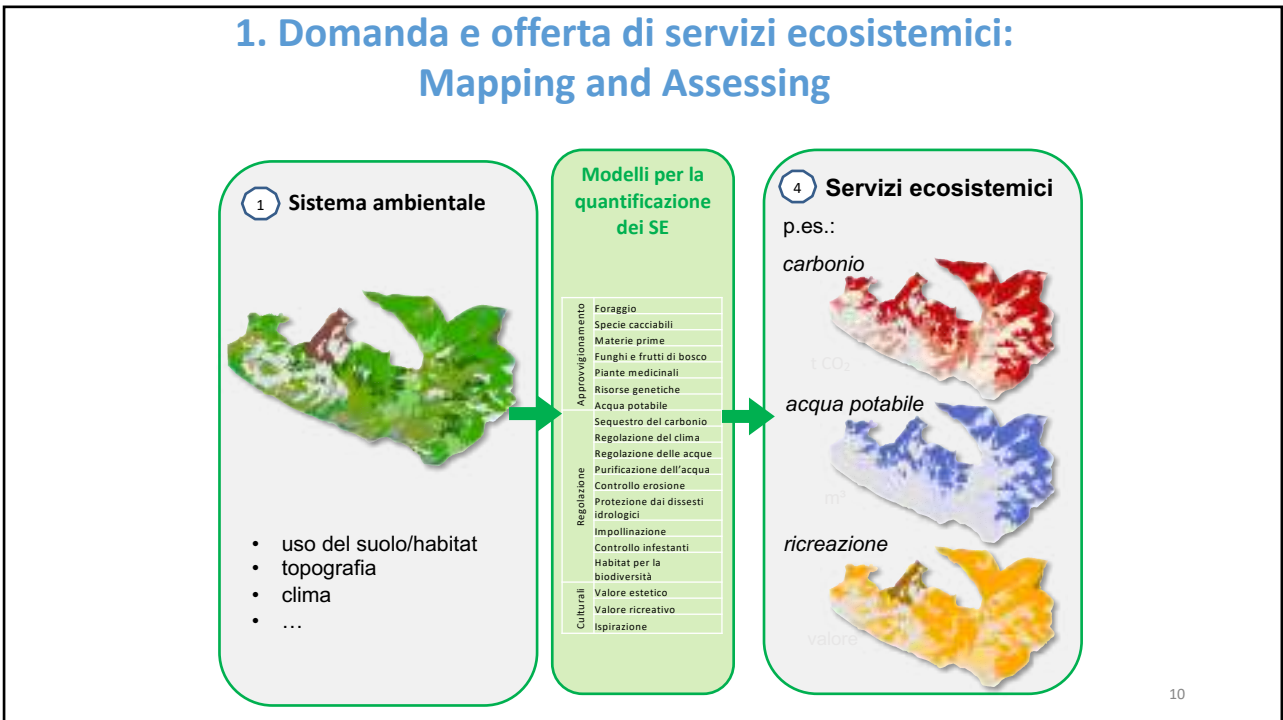 1. Domanda e offerta di servizi ecosistemici:
Mapping and Assessing
1 Sistema ambientale
• uso del suolo/habitat
• topografia
• clima
• …
Modelli per la
quantificazione
dei SE
Approvvigionamento
Foraggio
Specie cacciabili
Materie prime
Funghi e frutti di bosco
Piante medicinali
Risorse genetiche
Acqua potabile
Regolazione
Sequestro del carbonio
Regolazione del clima
Regolazione delle acque
Purificazione dell'acqua
Controllo erosione
Protezione dai dissesti
idrologici
Impollinazione
Controllo infestanti
Habitat per la
biodiversità
Culturali
Valore estetico
Valore ricreativo
Ispirazione
4 Servizi ecosistemici
p.es.:
carbonio
t CO₂
acqua potabile
m³
ricreazione
valore
10